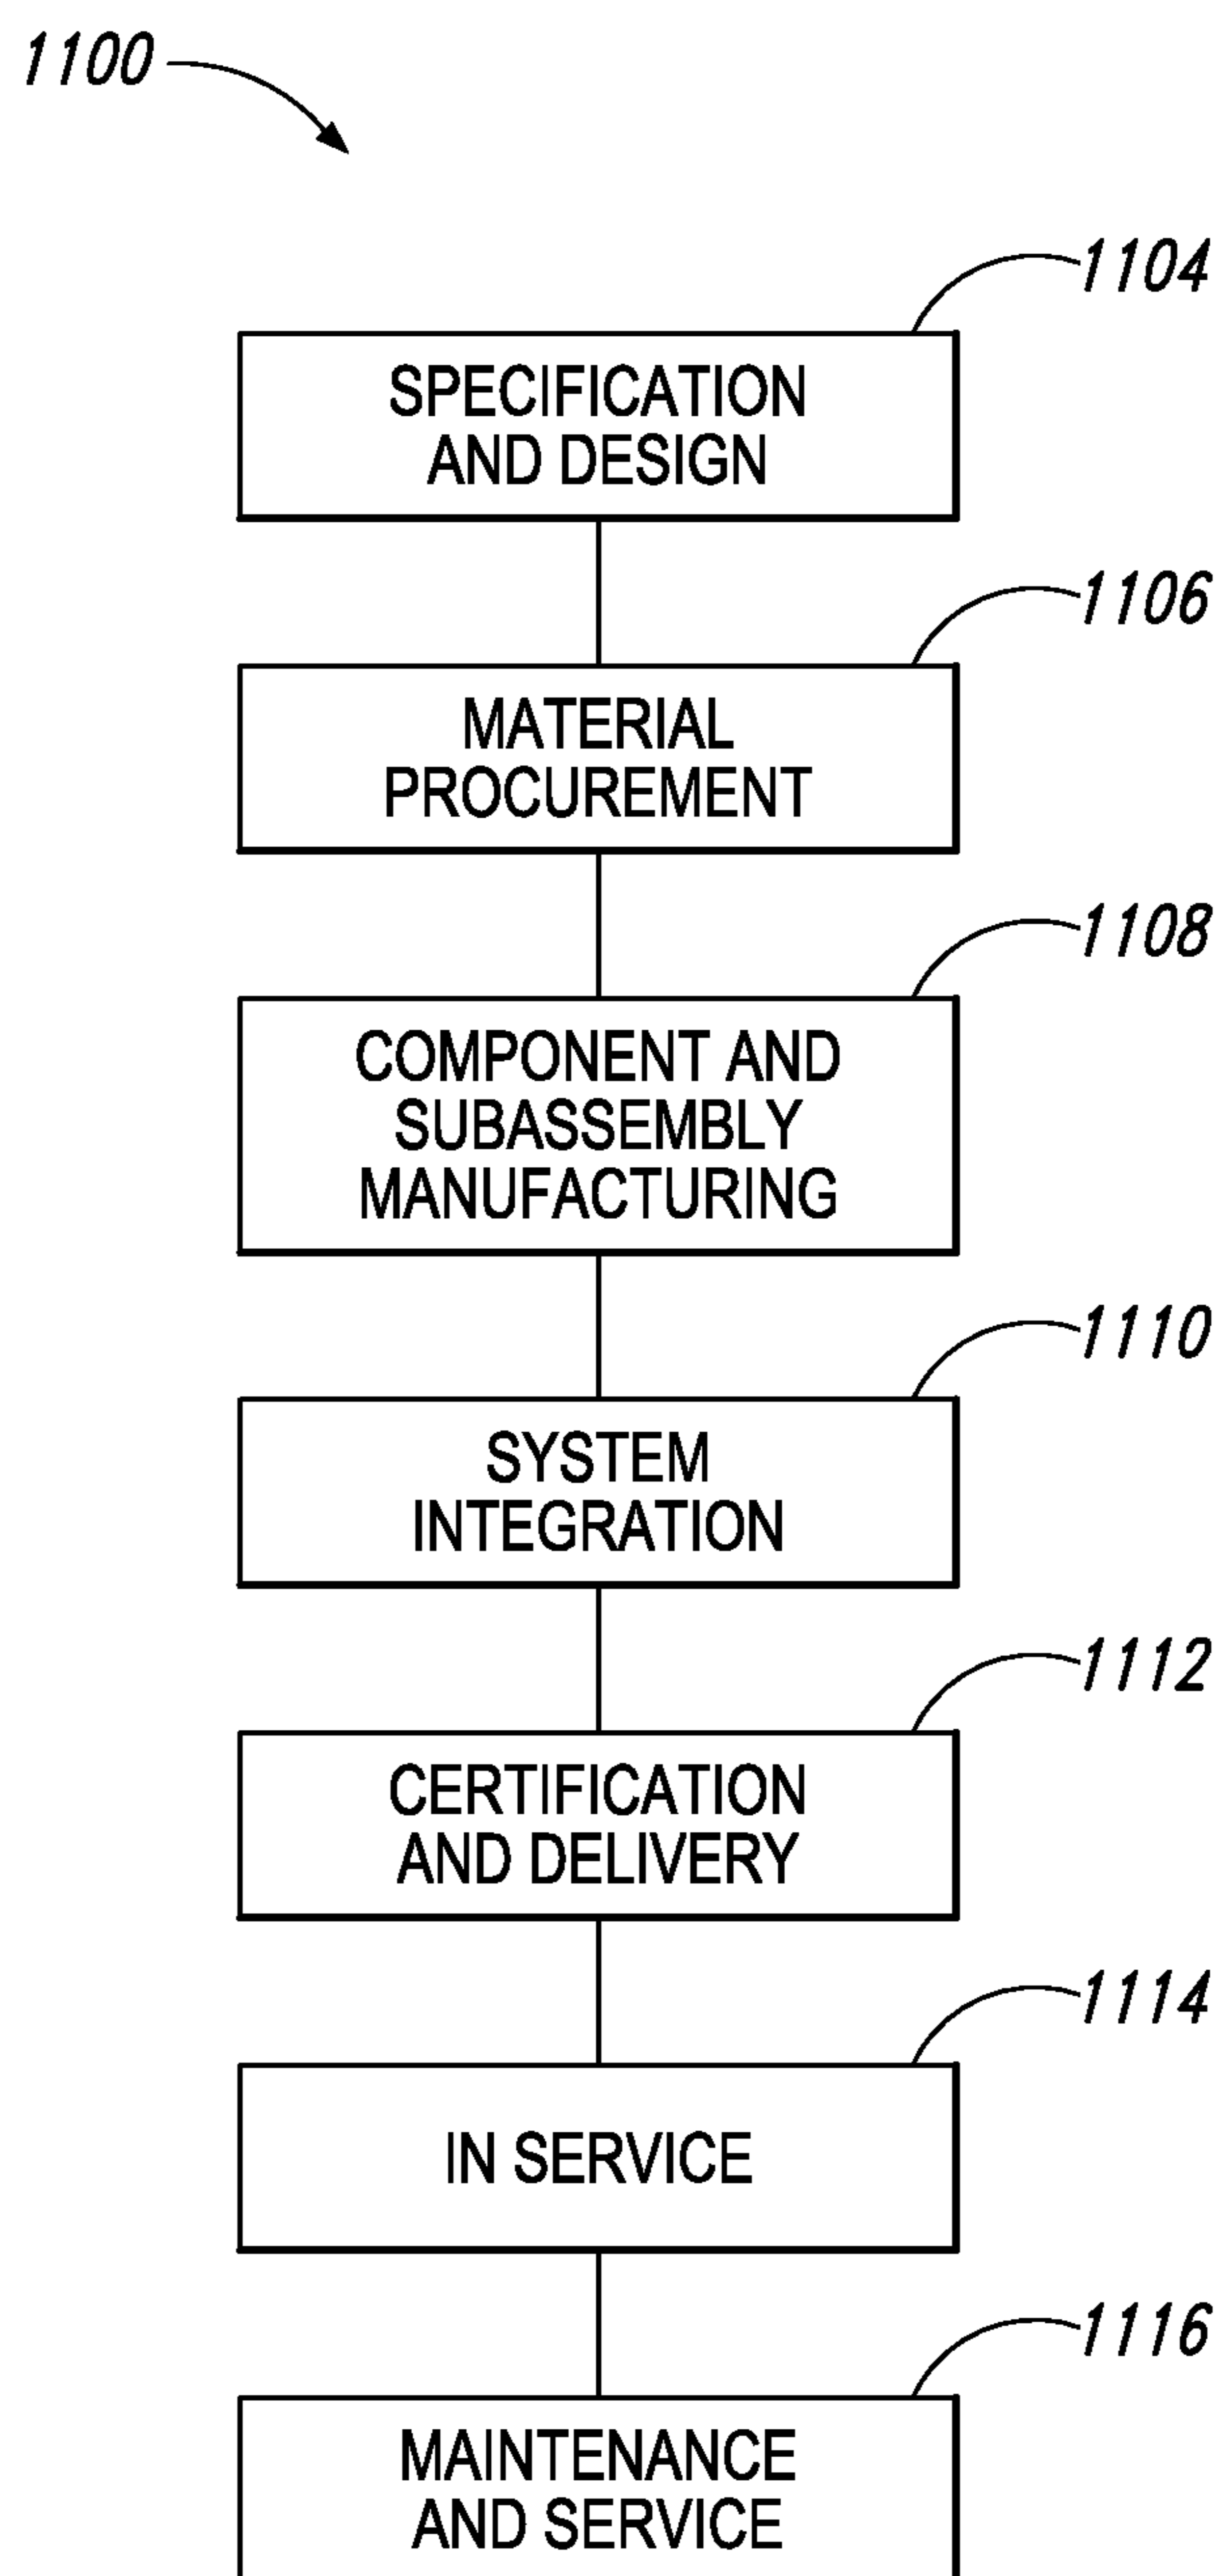 1100
1104
SPECIFICATION
AND DESIGN
1106
MATERIAL
PROCUREMENT
1108
COMPONENT AND
SUBASSEMBLY
MANUFACTURING
1110
SYSTEM
INTEGRATION
1112
CERTIFICATION
AND DELIVERY
1114
IN SERVICE
1116
MAINTENANCE
AND SERVICE